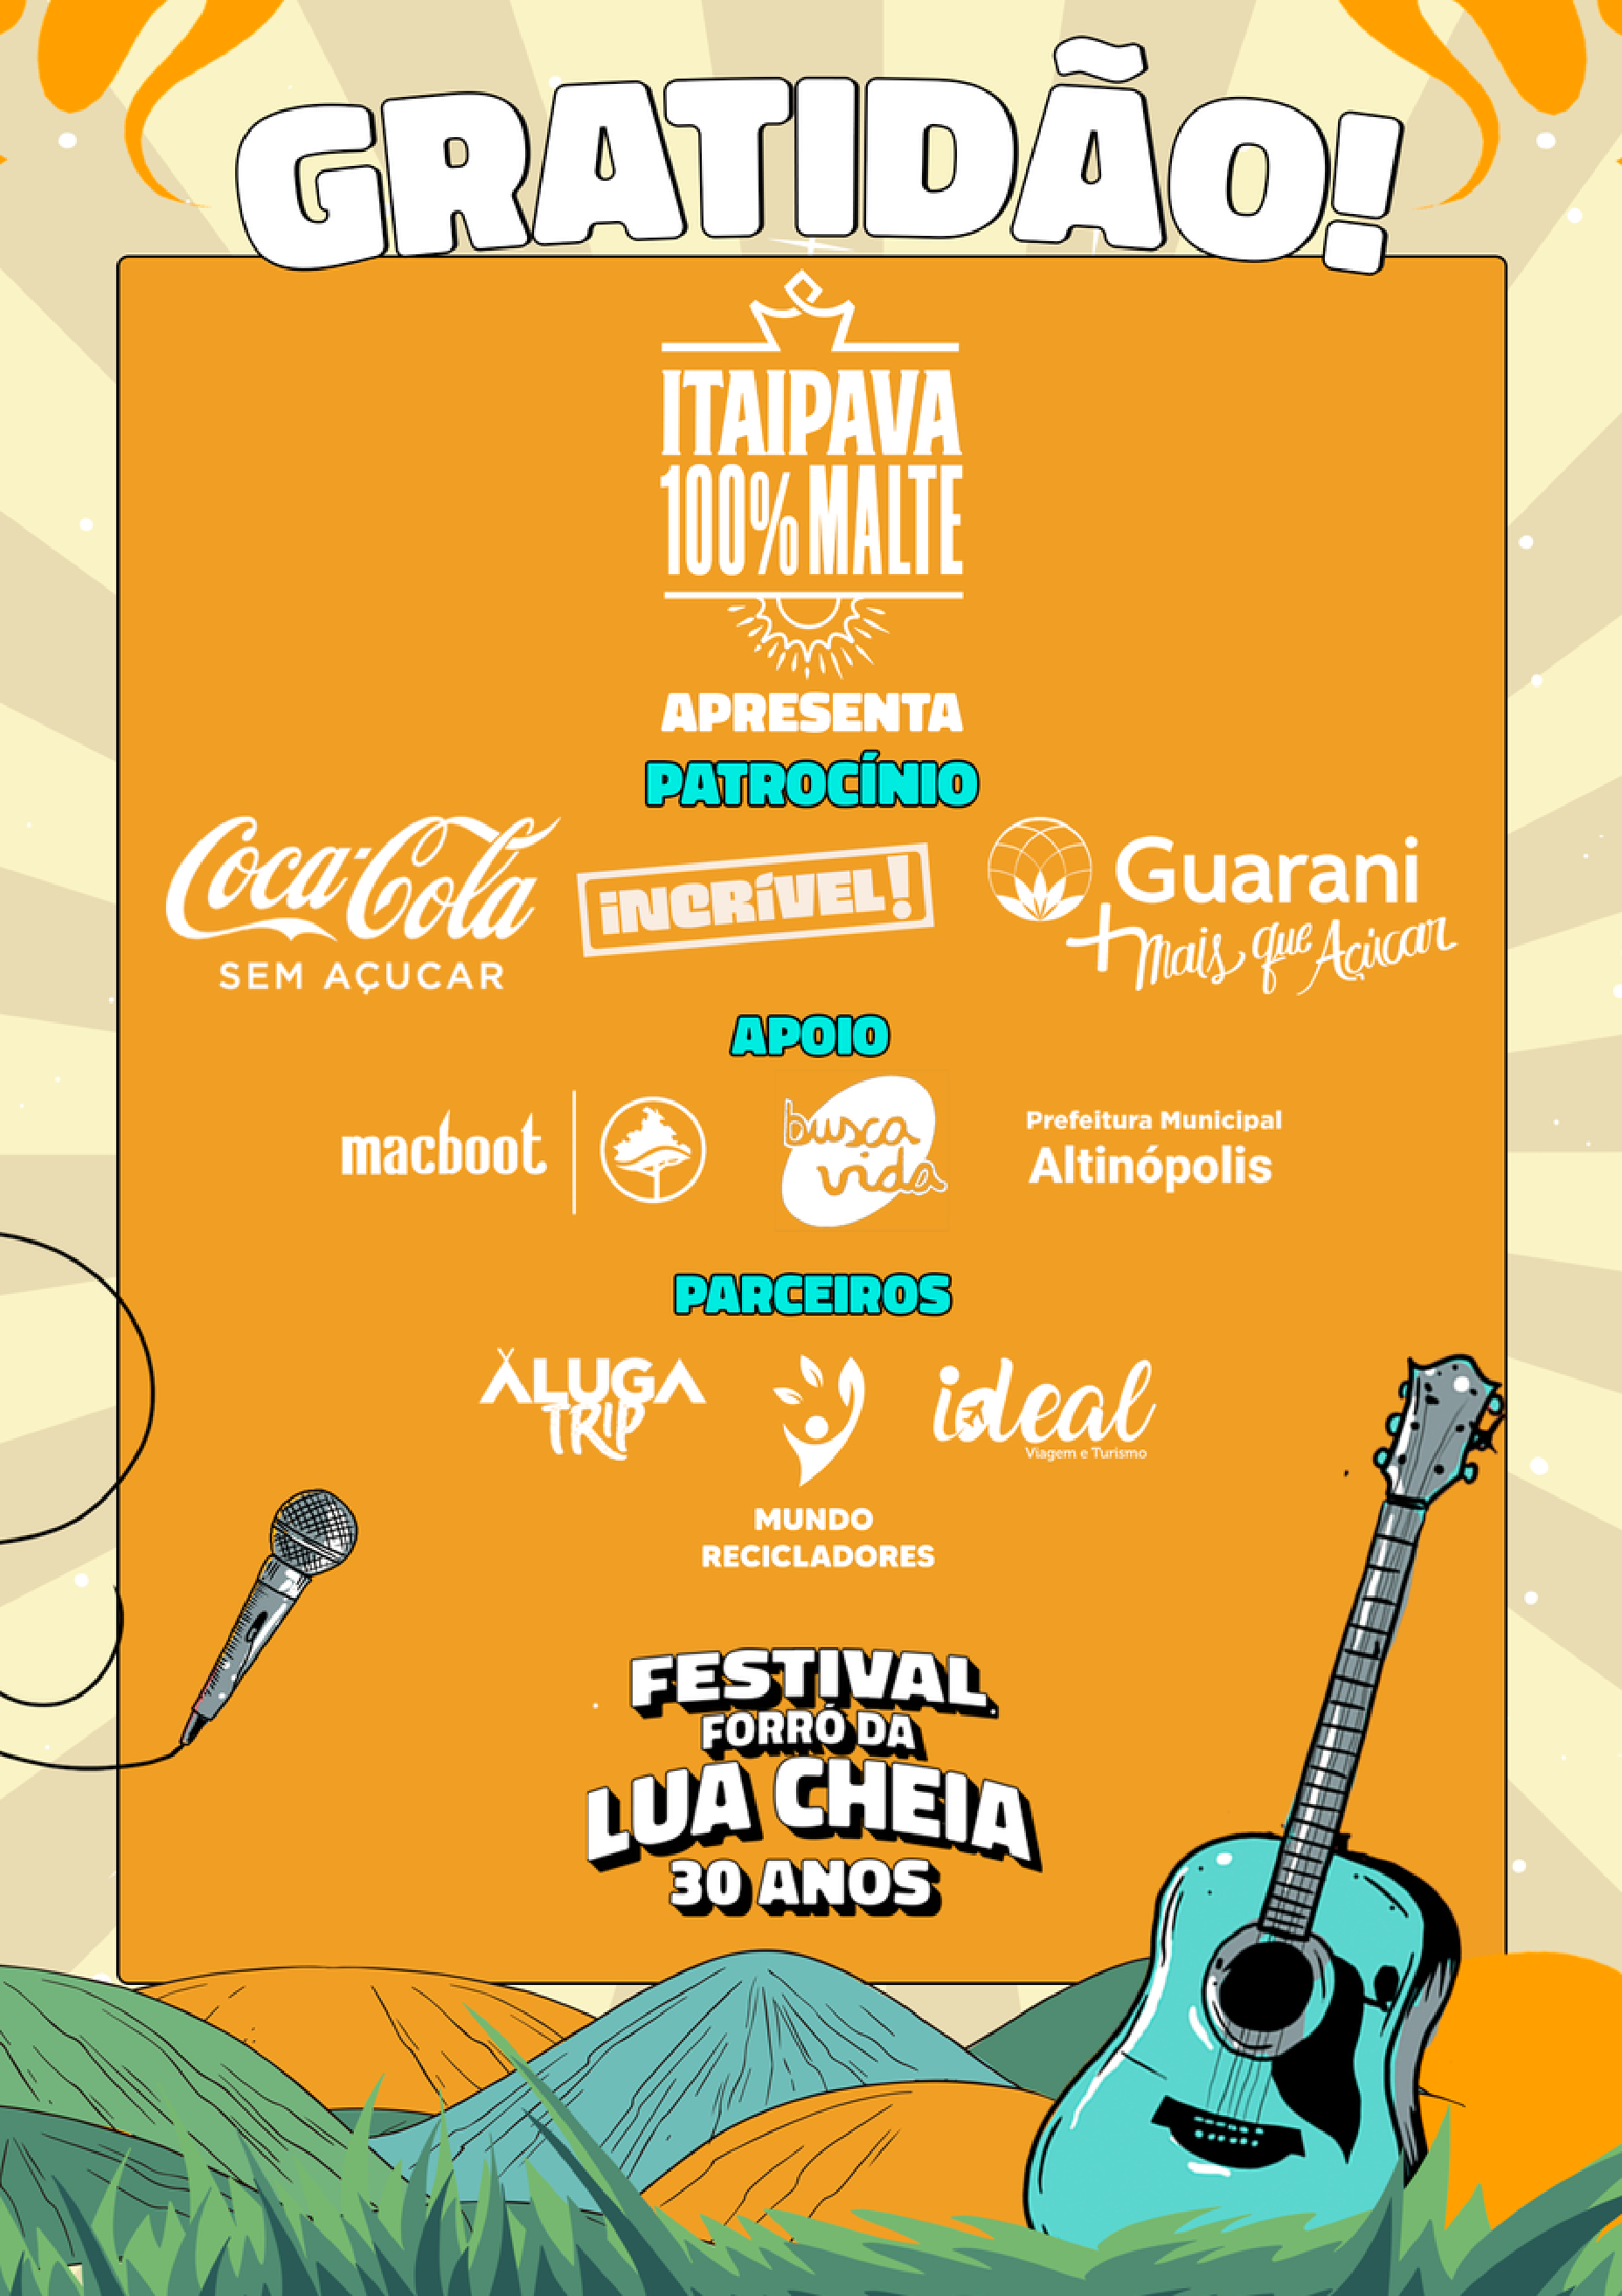 GRATIDÃO!
ITAIPAVA
100% MALTE
APRESENTA
PATROCÍNIO
Coca-Cola
SEM AÇUCAR
iNCRíVEL!
Guarani
+Mais que Açúcar
APOIO
macboot
busca
vida
Prefeitura Municipal
Altinópolis
PARCEIROS
ALUGA
TRIP
ideal
Viagem e Turismo
MUNDO
RECICLADORES
FESTIVAL
FORRÓ DA
LUA CHEIA
30 ANOS